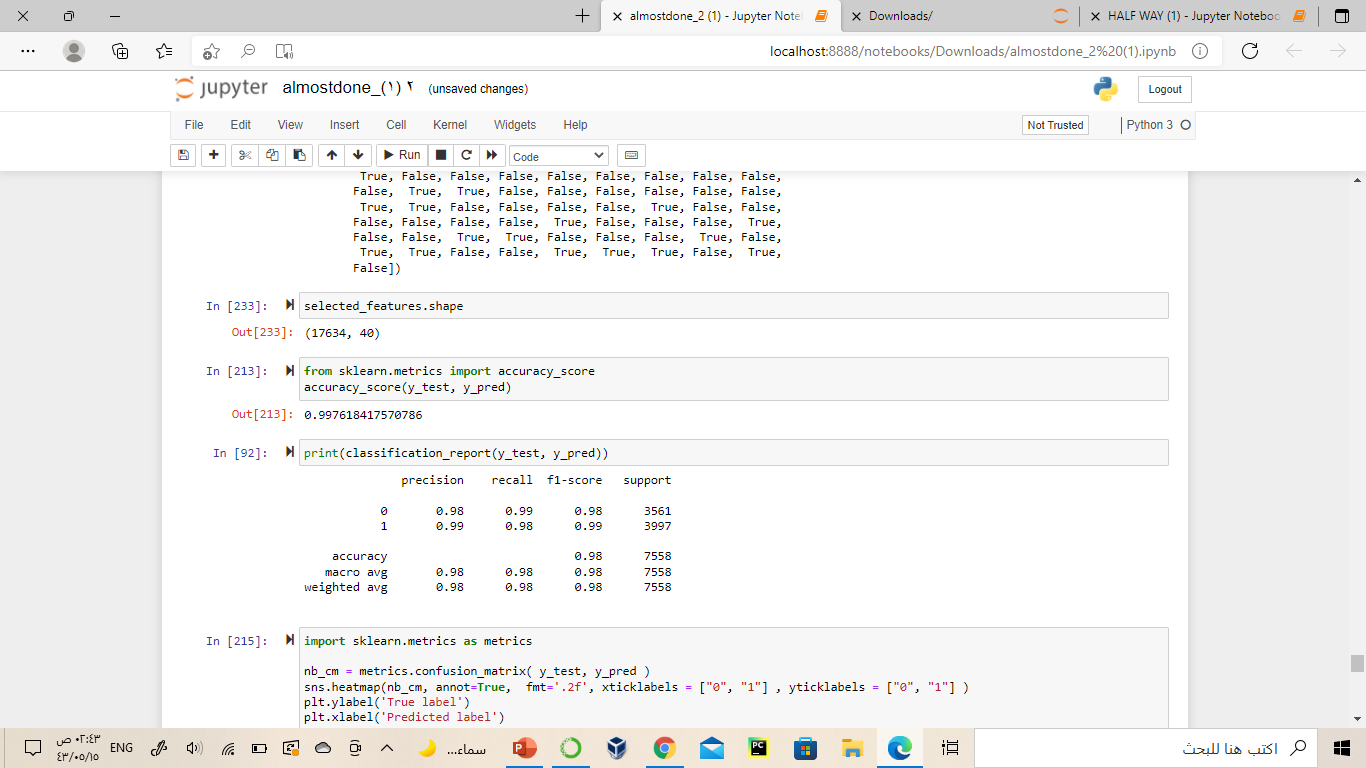 almostdone_2 (1) - Jupyter Note
Downloads/
HALF WAY (1) - Jupyter Noteboo
localhost:8888/notebooks/Downloads/almostdone_2%20(1).ipynb
jupyter almostdone_(١) ٢ (unsaved changes)
Logout
File Edit View Insert Cell Kernel Widgets Help
Not Trusted
Python 3
Run
Code
True, False, False, False, False, False, False, False, False,
False, True, True, False, False, False, False, False, False,
True, True, False, False, False, False, True, False, False,
False, False, False, False, True, False, False, False, True,
False, False, True, True, False, False, False, True, False,
True, True, False, False, True, True, True, False, True,
False])
In [233]: selected_features.shape
Out[233]: (17634, 40)
In [213]: from sklearn.metrics import accuracy_score
accuracy_score(y_test, y_pred)
Out[213]: 0.997618417570786
In [92]: print(classification_report(y_test, y_pred))
precision recall f1-score support
0 0.98 0.99 0.98 3561
1 0.99 0.98 0.99 3997
accuracy 0.98 7558
macro avg 0.98 0.98 0.98 7558
weighted avg 0.98 0.98 0.98 7558
In [215]: import sklearn.metrics as metrics
nb_cm = metrics.confusion_matrix( y_test, y_pred )
sns.heatmap(nb_cm, annot=True, fmt='.2f', xticklabels = ["0", "1"] , yticklabels = ["0", "1"] )
plt.ylabel('True label')
plt.xlabel('Predicted label')
٠٢:٤٣ ص
٤٣/٠٥/١٥
ENG
سماء...
PC
اكتب هنا للبحث